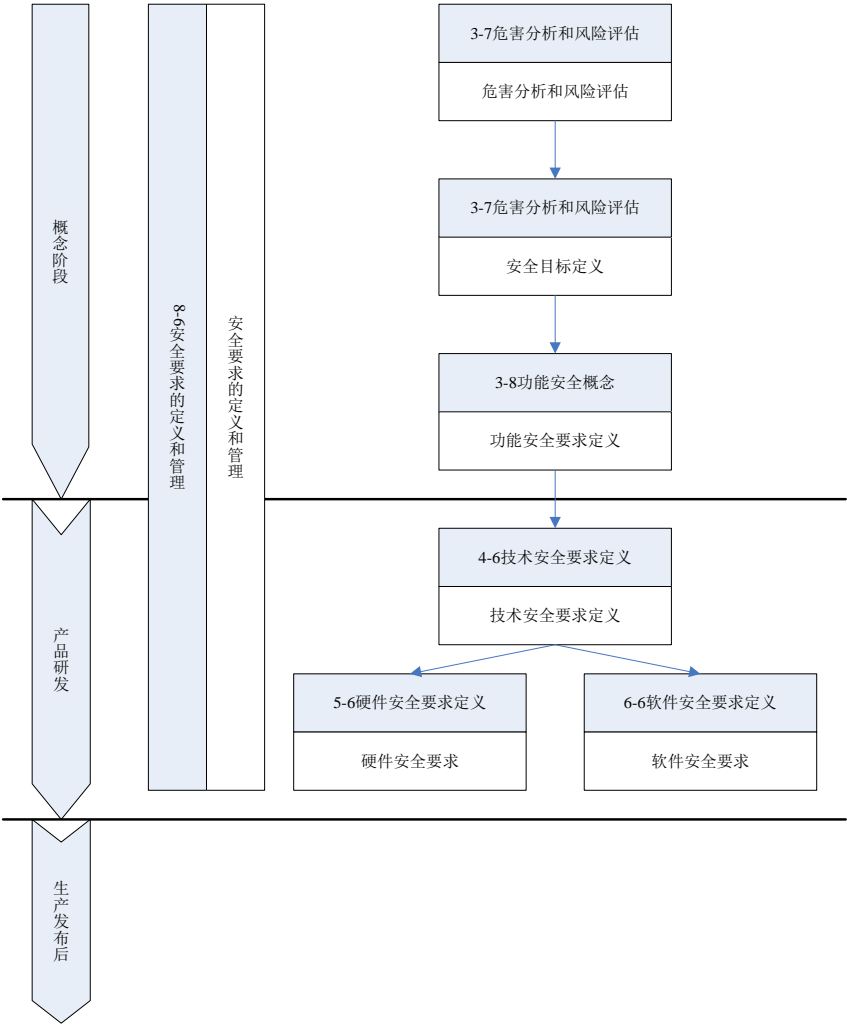 3-7危害分析和风险评估
危害分析和风险评估
3-7危害分析和风险评估
安全目标定义
概念阶段
8-6安全要求的定义和管理
安全要求的定义和管理
3-8功能安全概念
功能安全要求定义
4-6技术安全要求定义
技术安全要求定义
产品研发
5-6硬件安全要求定义
硬件安全要求
6-6软件安全要求定义
软件安全要求
生产发布后